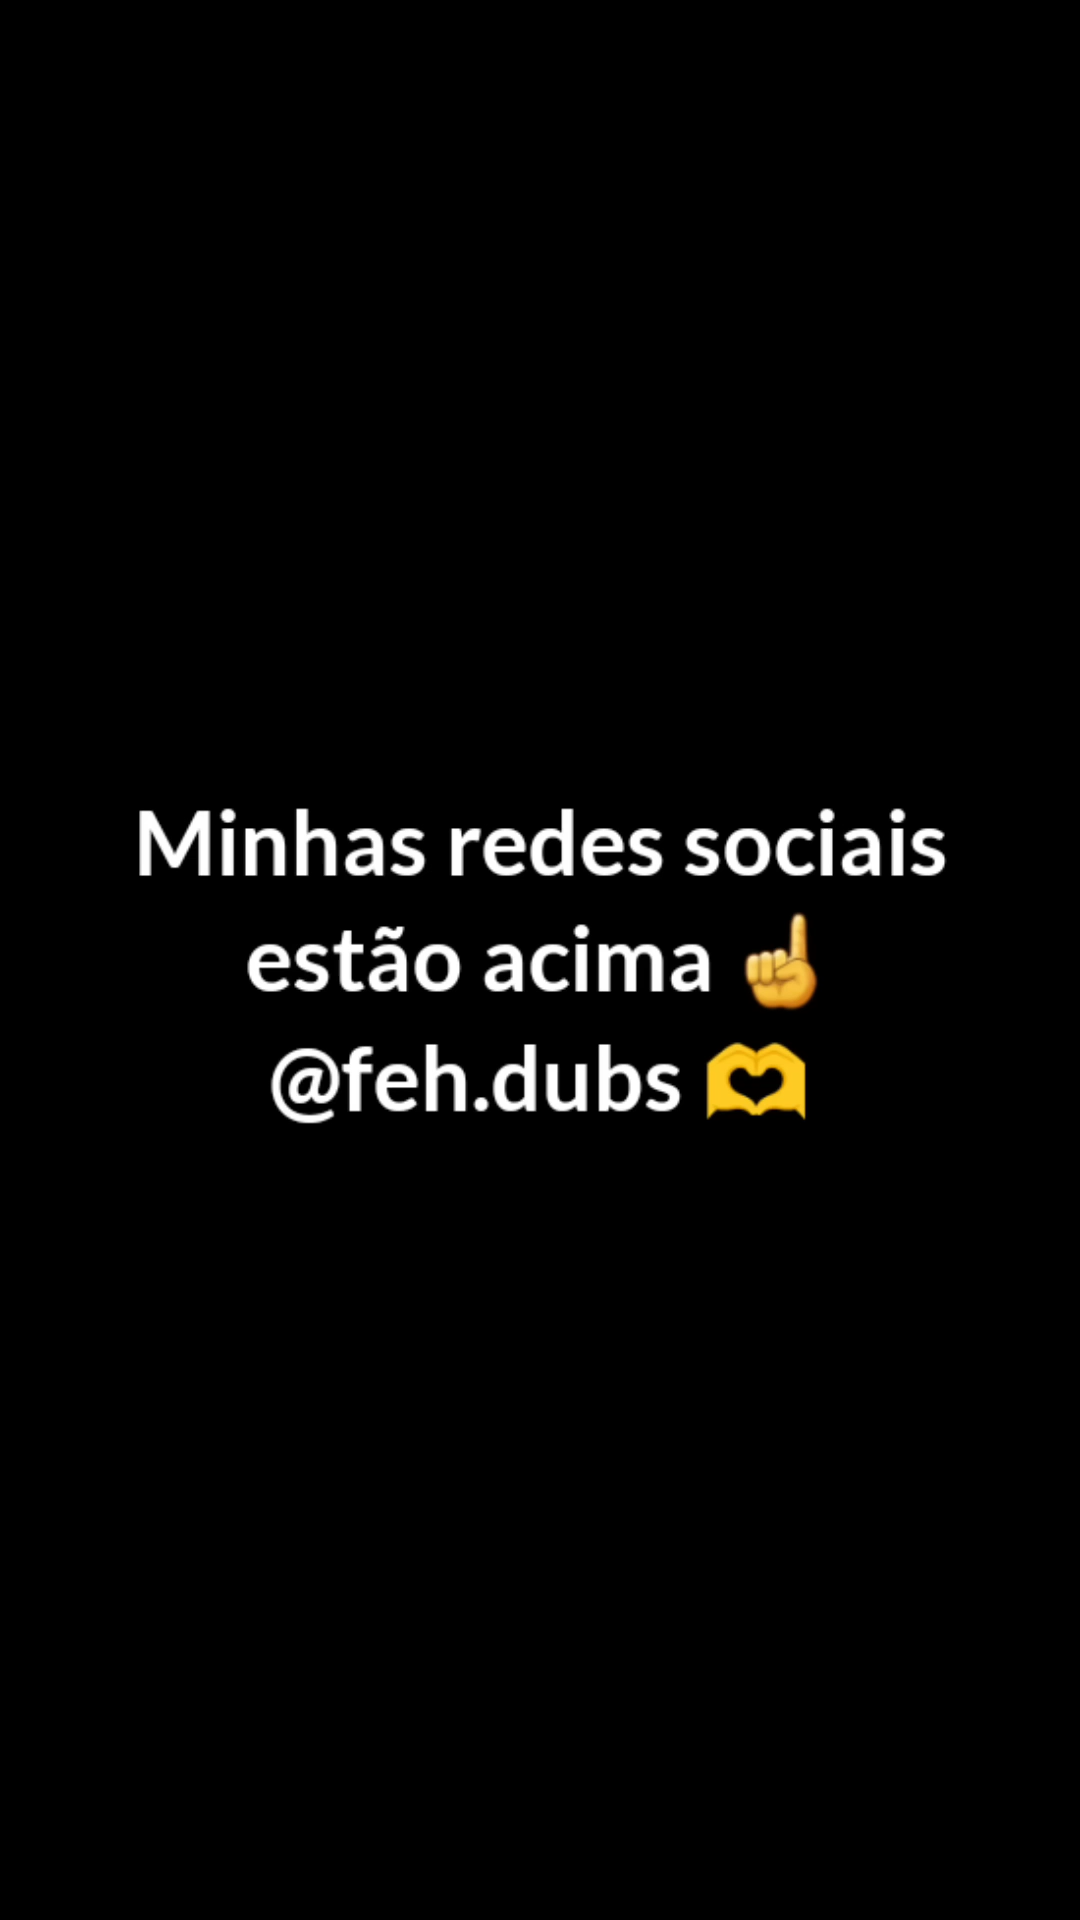 Minhas redes sociais
estão acima ☝️
@feh.dubs 🫶